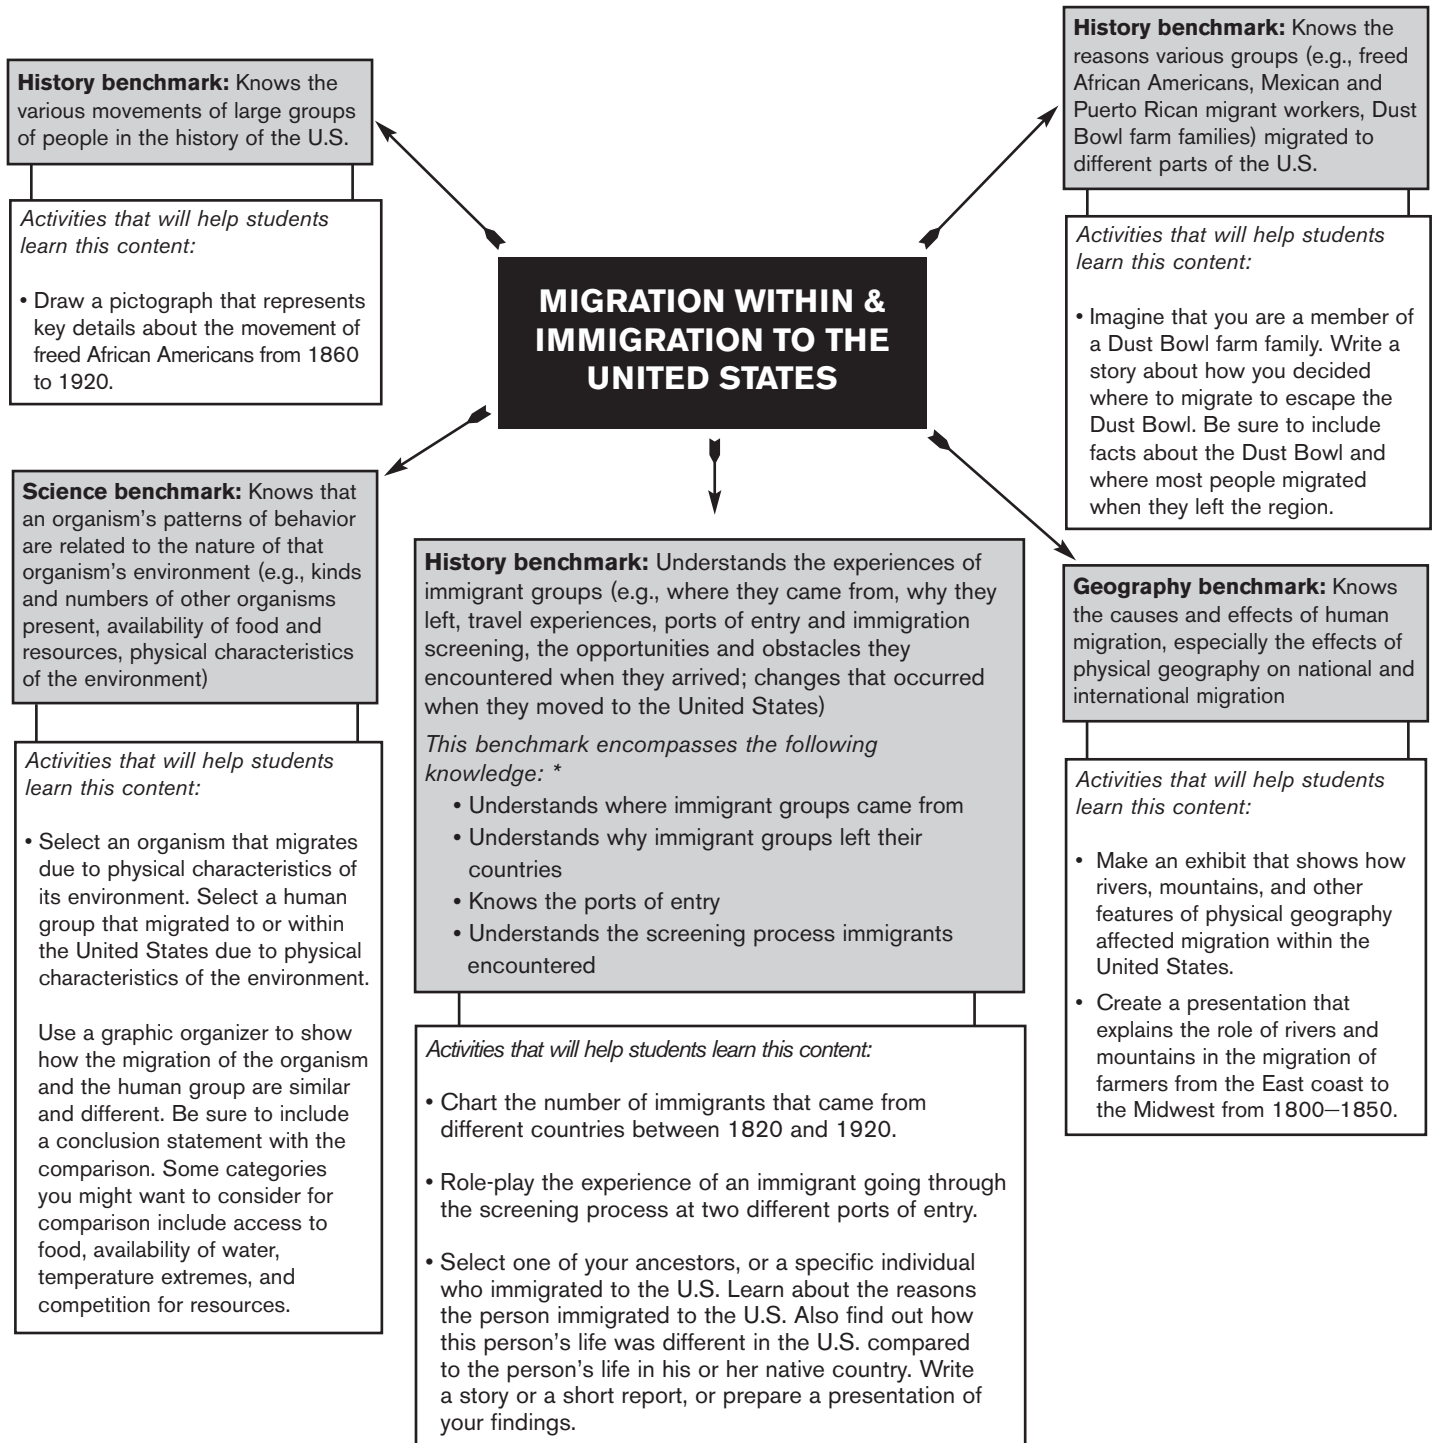 History benchmark: Knows the
various movements of large groups
of people in the history of the U.S.
Activities that will help students
learn this content:
• Draw a pictograph that represents
key details about the movement of
freed African Americans from 1860
to 1920.
History benchmark: Knows the
reasons various groups (e.g., freed
African Americans, Mexican and
Puerto Rican migrant workers, Dust
Bowl farm families) migrated to
different parts of the U.S.
Activities that will help students
learn this content:
• Imagine that you are a member of
a Dust Bowl farm family. Write a
story about how you decided
where to migrate to escape the
Dust Bowl. Be sure to include
facts about the Dust Bowl and
where most people migrated
when they left the region.
MIGRATION WITHIN &
IMMIGRATION TO THE
UNITED STATES
Science benchmark: Knows that
an organism's patterns of behavior
are related to the nature of that
organism's environment (e.g., kinds
and numbers of other organisms
present, availability of food and
resources, physical characteristics
of the environment)
Activities that will help students
learn this content:
• Select an organism that migrates
due to physical characteristics of
its environment. Select a human
group that migrated to or within
the United States due to physical
characteristics of the environment.
Use a graphic organizer to show
how the migration of the organism
and the human group are similar
and different. Be sure to include
a conclusion statement with the
comparison. Some categories
you might want to consider for
comparison include access to
food, availability of water,
temperature extremes, and
competition for resources.
History benchmark: Understands the experiences of
immigrant groups (e.g., where they came from, why they
left, travel experiences, ports of entry and immigration
screening, the opportunities and obstacles they
encountered when they arrived; changes that occurred
when they moved to the United States)
This benchmark encompasses the following
knowledge: *
• Understands where immigrant groups came from
• Understands why immigrant groups left their
countries
• Knows the ports of entry
• Understands the screening process immigrants
encountered
Activities that will help students learn this content:
• Chart the number of immigrants that came from
different countries between 1820 and 1920.
• Role-play the experience of an immigrant going through
the screening process at two different ports of entry.
• Select one of your ancestors, or a specific individual
who immigrated to the U.S. Learn about the reasons
the person immigrated to the U.S. Also find out how
this person's life was different in the U.S. compared
to the person's life in his or her native country. Write
a story or a short report, or prepare a presentation of
your findings.
Geography benchmark: Knows
the causes and effects of human
migration, especially the effects of
physical geography on national and
international migration
Activities that will help students
learn this content:
• Make an exhibit that shows how
rivers, mountains, and other
features of physical geography
affected migration within the
United States.
• Create a presentation that
explains the role of rivers and
mountains in the migration of
farmers from the East coast to
the Midwest from 1800–1850.